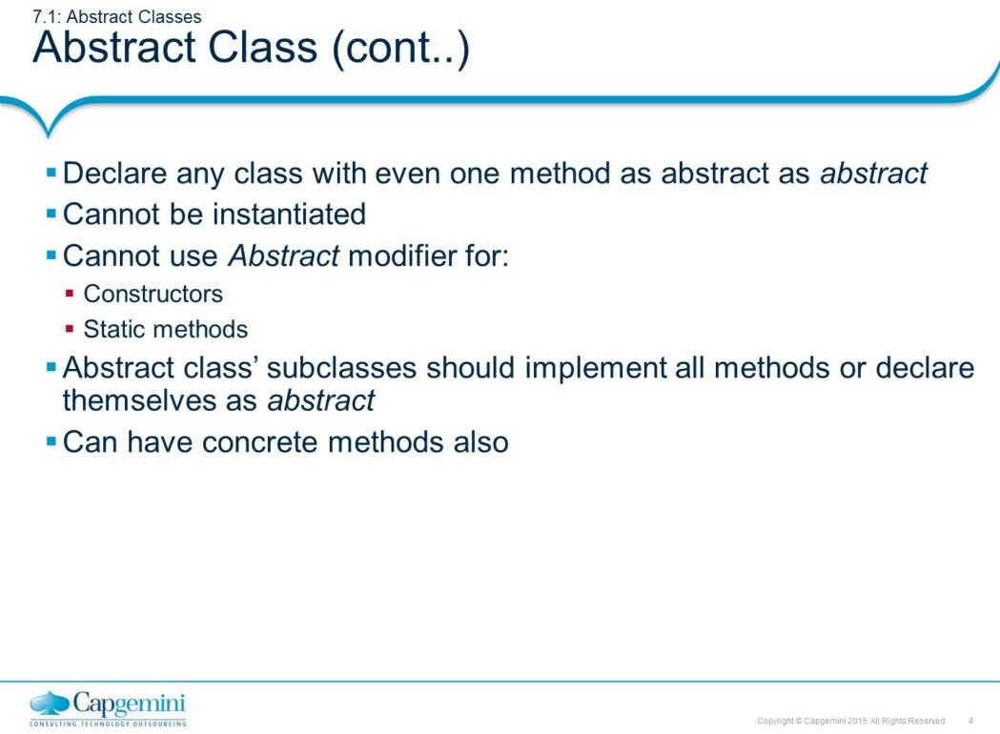 7.1: Abstract Classes
Abstract Class (cont..)
Declare any class with even one method as abstract as abstract
Cannot be instantiated
Cannot use Abstract modifier for:
Constructors
Static methods
Abstract class’ subclasses should implement all methods or declare
themselves as abstract
Can have concrete methods also
Capgemini
CONSULTING.TECHNOLOGY.OUTSOURCING
Copyright © Capgemini 2015. All Rights Reserved 4